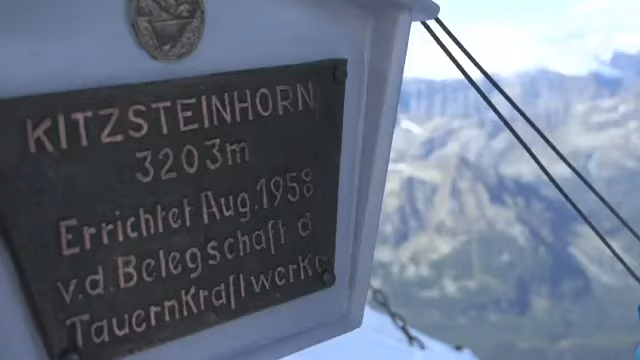 KITZSTEINHORN
3203m
Errichtet Aug.1958
v.d.Belegschaft d
Tauernkraftwerke